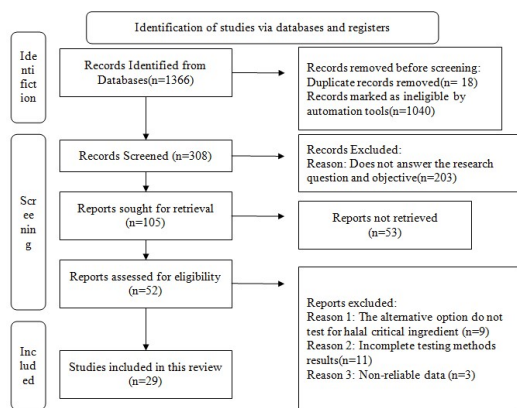 Identification of studies via databases and registers
Ide
ntif
iction
Records Identified from
Databases(n=1366)
Records removed before screening:
Duplicate records removed(n= 18)
Records marked as ineligible by
automation tools(n=1040)
Scr
eenin
g
Records Screened (n=308)
Records Excluded:
Reason: Does not answer the research
question and objective(n=203)
Reports sought for retrieval
(n=105)
Reports not retrieved
(n=53)
Reports assessed for eligibility
(n=52)
Reports excluded:
Reason 1: The alternative option do not
test for halal critical ingredient (n=9)
Reason 2: Incomplete testing methods
results(n=11)
Reason 3: Non-reliable data (n=3)
Incl
ud
ed
Studies included in this review
(n=29)